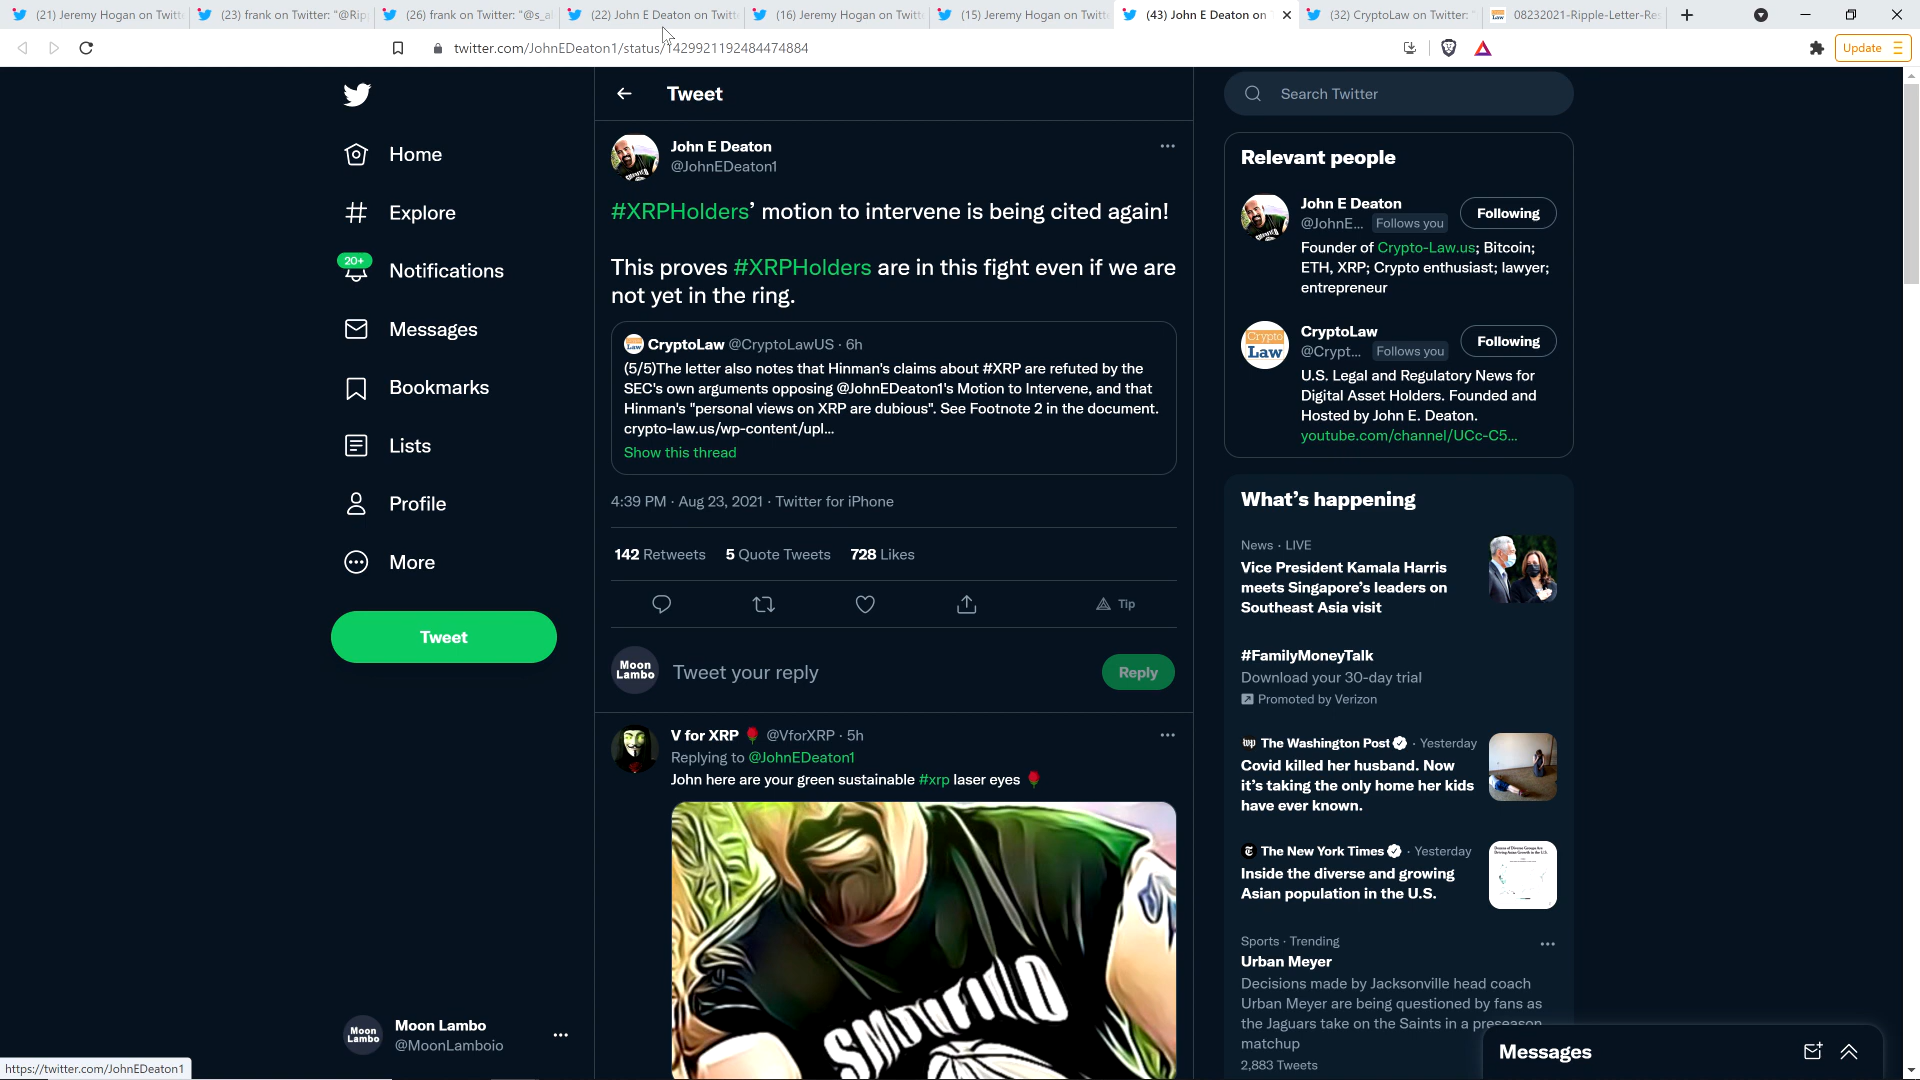 (21) Jeremy Hogan on Twitt
(23) frank on Twitter: "@Rip
(26) frank on Twitter: "@s_a
(22) John E Deaton on Twitt
(16) Jeremy Hogan on Twitt
(15) Jeremy Hogan on Twitt
(43) John E Deaton on
(32) CryptoLaw on Twitter: "
08232021-Ripple-Letter-Res
twitter.com/JohnEDeaton1/status/1429921192484474884
Update
Home
Explore
20+
Notifications
Messages
Bookmarks
Lists
Profile
More
Tweet
Moon Lambo
Moon Lambo
@MoonLamboio
https://twitter.com/JohnEDeaton1
Tweet
John E Deaton
@JohnEDeaton1
#XRPHolders’ motion to intervene is being cited again!
This proves #XRPHolders are in this fight even if we are
not yet in the ring.
CryptoLaw @CryptoLawUS · 6h
(5/5)The letter also notes that Hinman's claims about #XRP are refuted by the
SEC's own arguments opposing @JohnEDeaton1's Motion to Intervene, and that
Hinman's "personal views on XRP are dubious". See Footnote 2 in the document.
crypto-law.us/wp-content/upl...
Show this thread
4:39 PM · Aug 23, 2021 · Twitter for iPhone
142 Retweets 5 Quote Tweets 728 Likes
Tip
Moon
Lambo
Tweet your reply
Reply
V for XRP 🌹 @VforXRP · 5h
Replying to @JohnEDeaton1
John here are your green sustainable #xrp laser eyes 🌹
Search Twitter
Relevant people
John E Deaton
@JohnE... Follows you
Following
Founder of Crypto-Law.us; Bitcoin;
ETH, XRP; Crypto enthusiast; lawyer;
entrepreneur
Crypto
Law
CryptoLaw
@Crypt... Follows you
Following
U.S. Legal and Regulatory News for
Digital Asset Holders. Founded and
Hosted by John E. Deaton.
youtube.com/channel/UCc-C5...
What’s happening
News · LIVE
Vice President Kamala Harris
meets Singapore’s leaders on
Southeast Asia visit
#FamilyMoneyTalk
Download your 30-day trial
Promoted by Verizon
The Washington Post · Yesterday
Covid killed her husband. Now
it’s taking the only home her kids
have ever known.
The New York Times · Yesterday
Inside the diverse and growing
Asian population in the U.S.
Sports · Trending
Urban Meyer
Decisions made by Jacksonville head coach
Urban Meyer are being questioned by fans as
the Jaguars take on the Saints in a preseason
matchup
2,883 Tweets
Messages